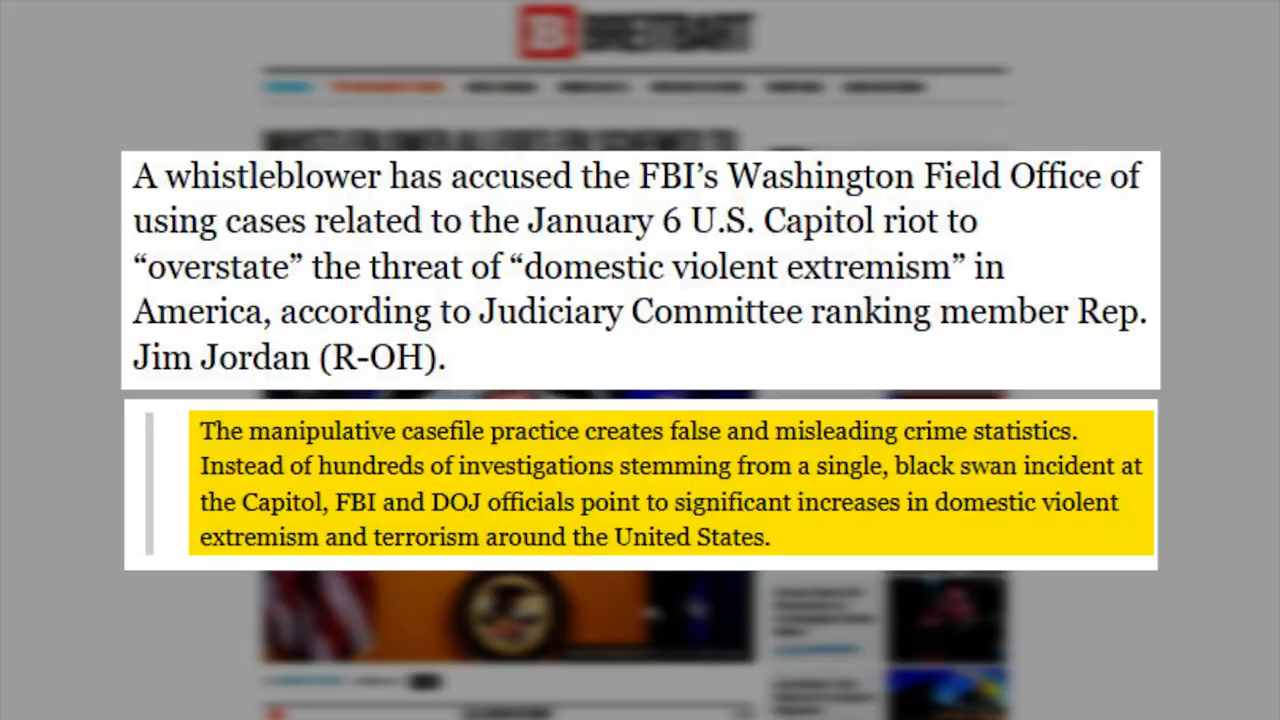 BREITBART
A whistleblower has accused the FBI’s Washington Field Office of
using cases related to the January 6 U.S. Capitol riot to
“overstate” the threat of “domestic violent extremism” in
America, according to Judiciary Committee ranking member Rep.
Jim Jordan (R-OH).
The manipulative casefile practice creates false and misleading crime statistics.
Instead of hundreds of investigations stemming from a single, black swan incident at
the Capitol, FBI and DOJ officials point to significant increases in domestic violent
extremism and terrorism around the United States.